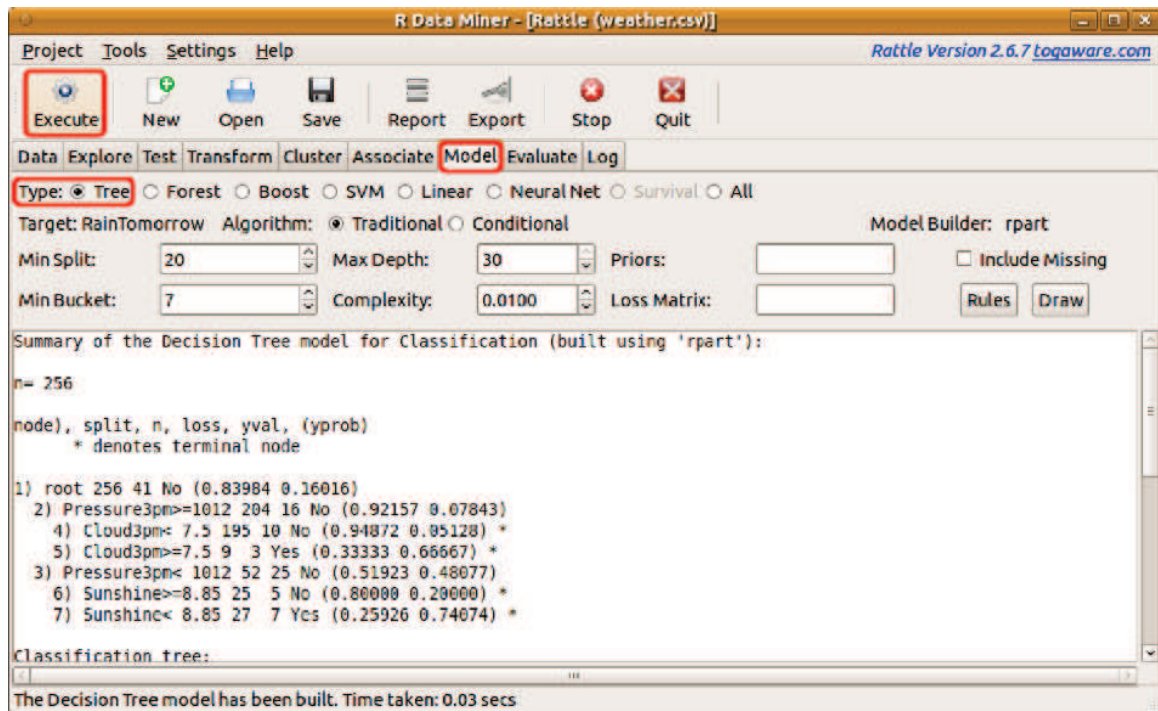 R Data Miner - [Rattle (weather.csv)]
Project Tools Settings Help Rattle Version 2.6.7 togaware.com
Execute New Open Save Report Export Stop Quit
Data Explore Test Transform Cluster Associate Model Evaluate Log
Type: Tree Forest Boost SVM Linear Neural Net Survival All
Target: RainTomorrow Algorithm: Traditional Conditional Model Builder: rpart
Min Split: 20 Max Depth: 30 Priors: Include Missing
Min Bucket: 7 Complexity: 0.0100 Loss Matrix: Rules Draw
Summary of the Decision Tree model for Classification (built using 'rpart'):
n= 256
node), split, n, loss, yval, (yprob)
* denotes terminal node
1) root 256 41 No (0.83984 0.16016)
2) Pressure3pm>=1012 204 16 No (0.92157 0.07843)
4) Cloud3pm< 7.5 195 10 No (0.94872 0.05128) *
5) Cloud3pm>=7.5 9 3 Yes (0.33333 0.66667) *
3) Pressure3pm< 1012 52 25 No (0.51923 0.48077)
6) Sunshine>=8.85 25 5 No (0.80000 0.20000) *
7) Sunshine< 8.85 27 7 Yes (0.25926 0.74074) *
Classification tree:
The Decision Tree model has been built. Time taken: 0.03 secs